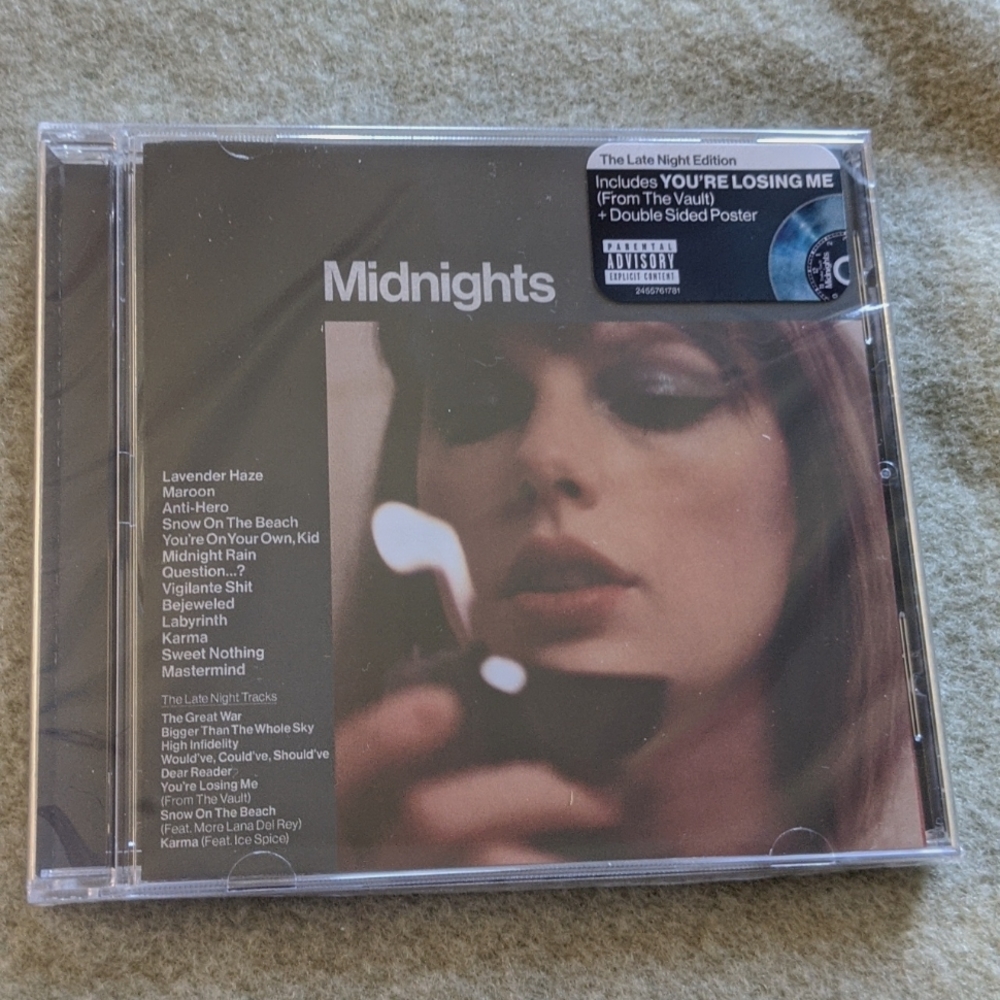 The Late Night Edition
Includes YOU'RE LOSING ME
(From The Vault)
+ Double Sided Poster
PARENTAL
ADVISORY
EXPLICIT CONTENT
2455761781
Midnights
Midnights
Lavender Haze
Maroon
Anti-Hero
Snow On The Beach
You're On Your Own, Kid
Midnight Rain
Question...?
Vigilante Shit
Bejeweled
Labyrinth
Karma
Sweet Nothing
Mastermind
The Late Night Tracks
The Great War
Bigger Than The Whole Sky
High Infidelity
Would've, Could've, Should've
Dear Reader
You're Losing Me
(From The Vault)
Snow On The Beach
(Feat. More Lana Del Rey)
Karma (Feat. Ice Spice)